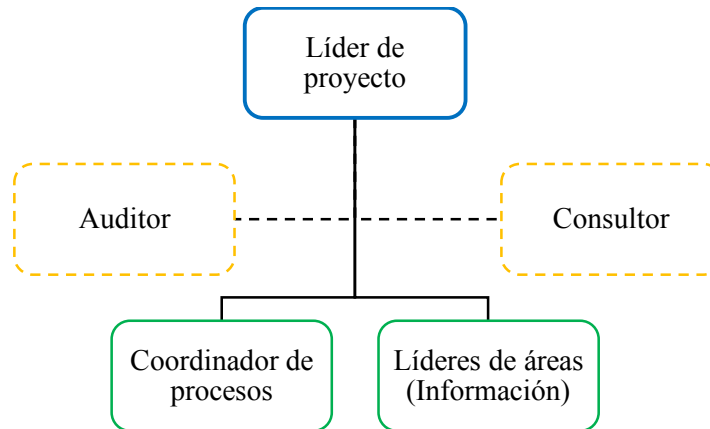 Líder de
proyecto
Auditor
Consultor
Coordinador de
procesos
Líderes de áreas
(Información)